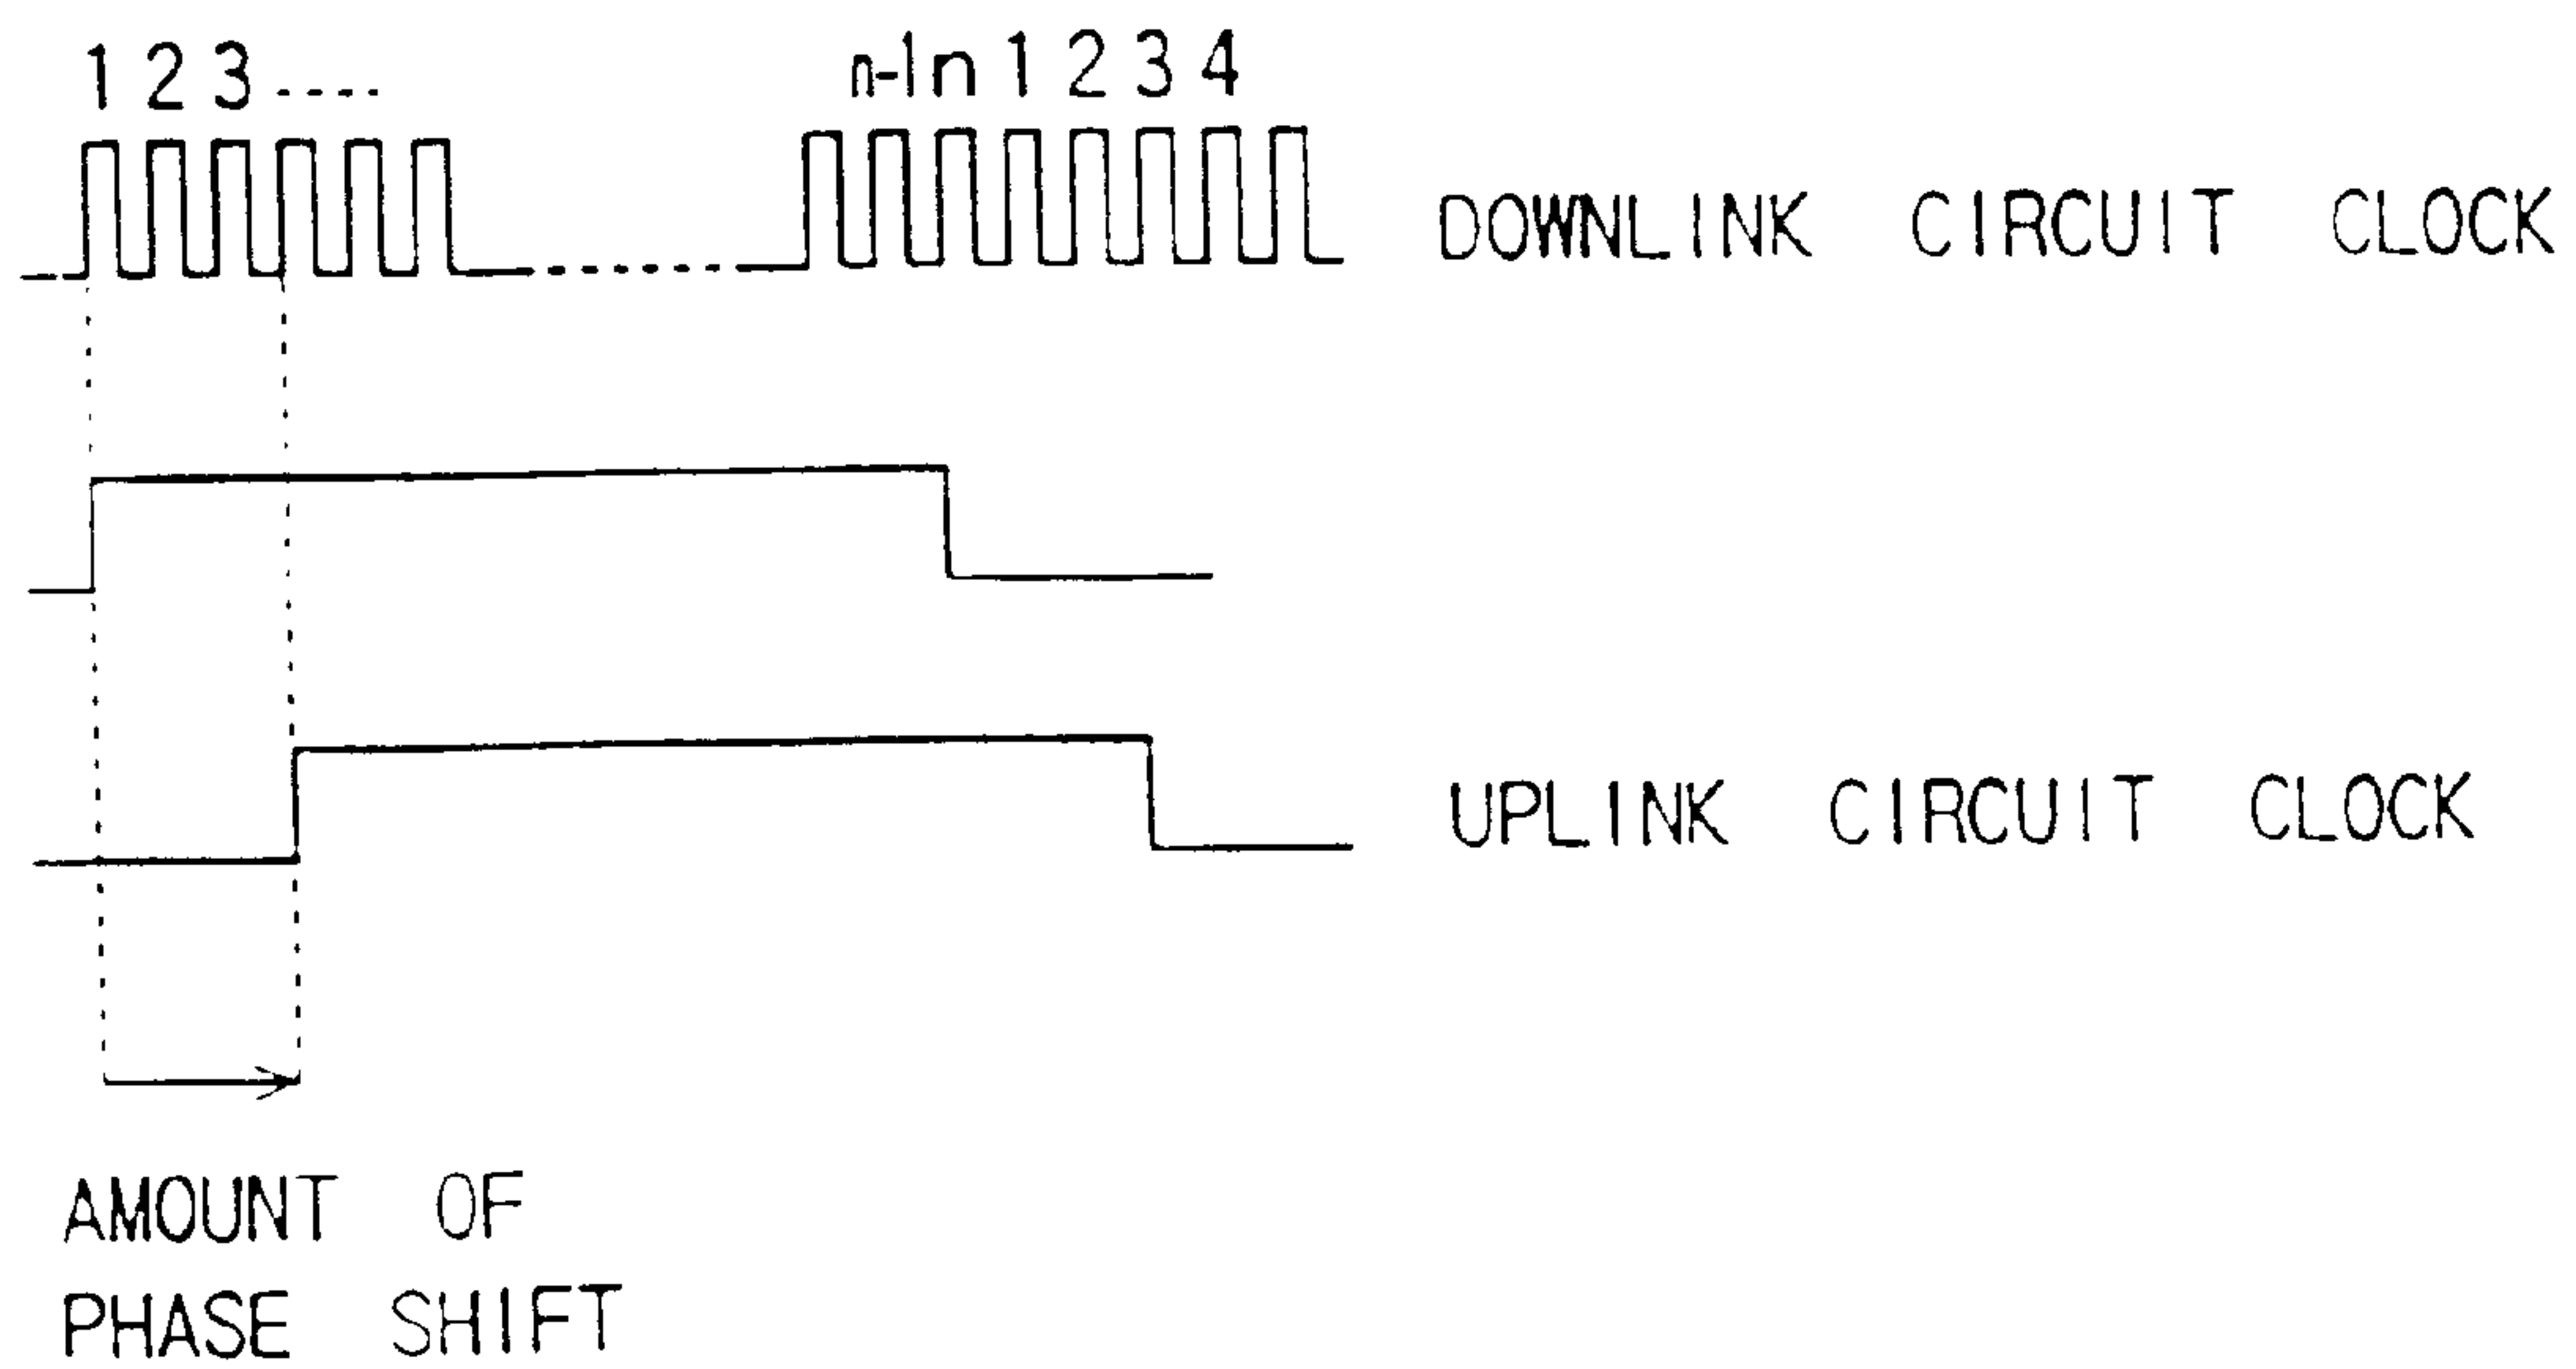 1 2 3 ---- n-1 n 1 2 3 4
DOWNLINK CIRCUIT CLOCK
UPLINK CIRCUIT CLOCK
AMOUNT OF
PHASE SHIFT